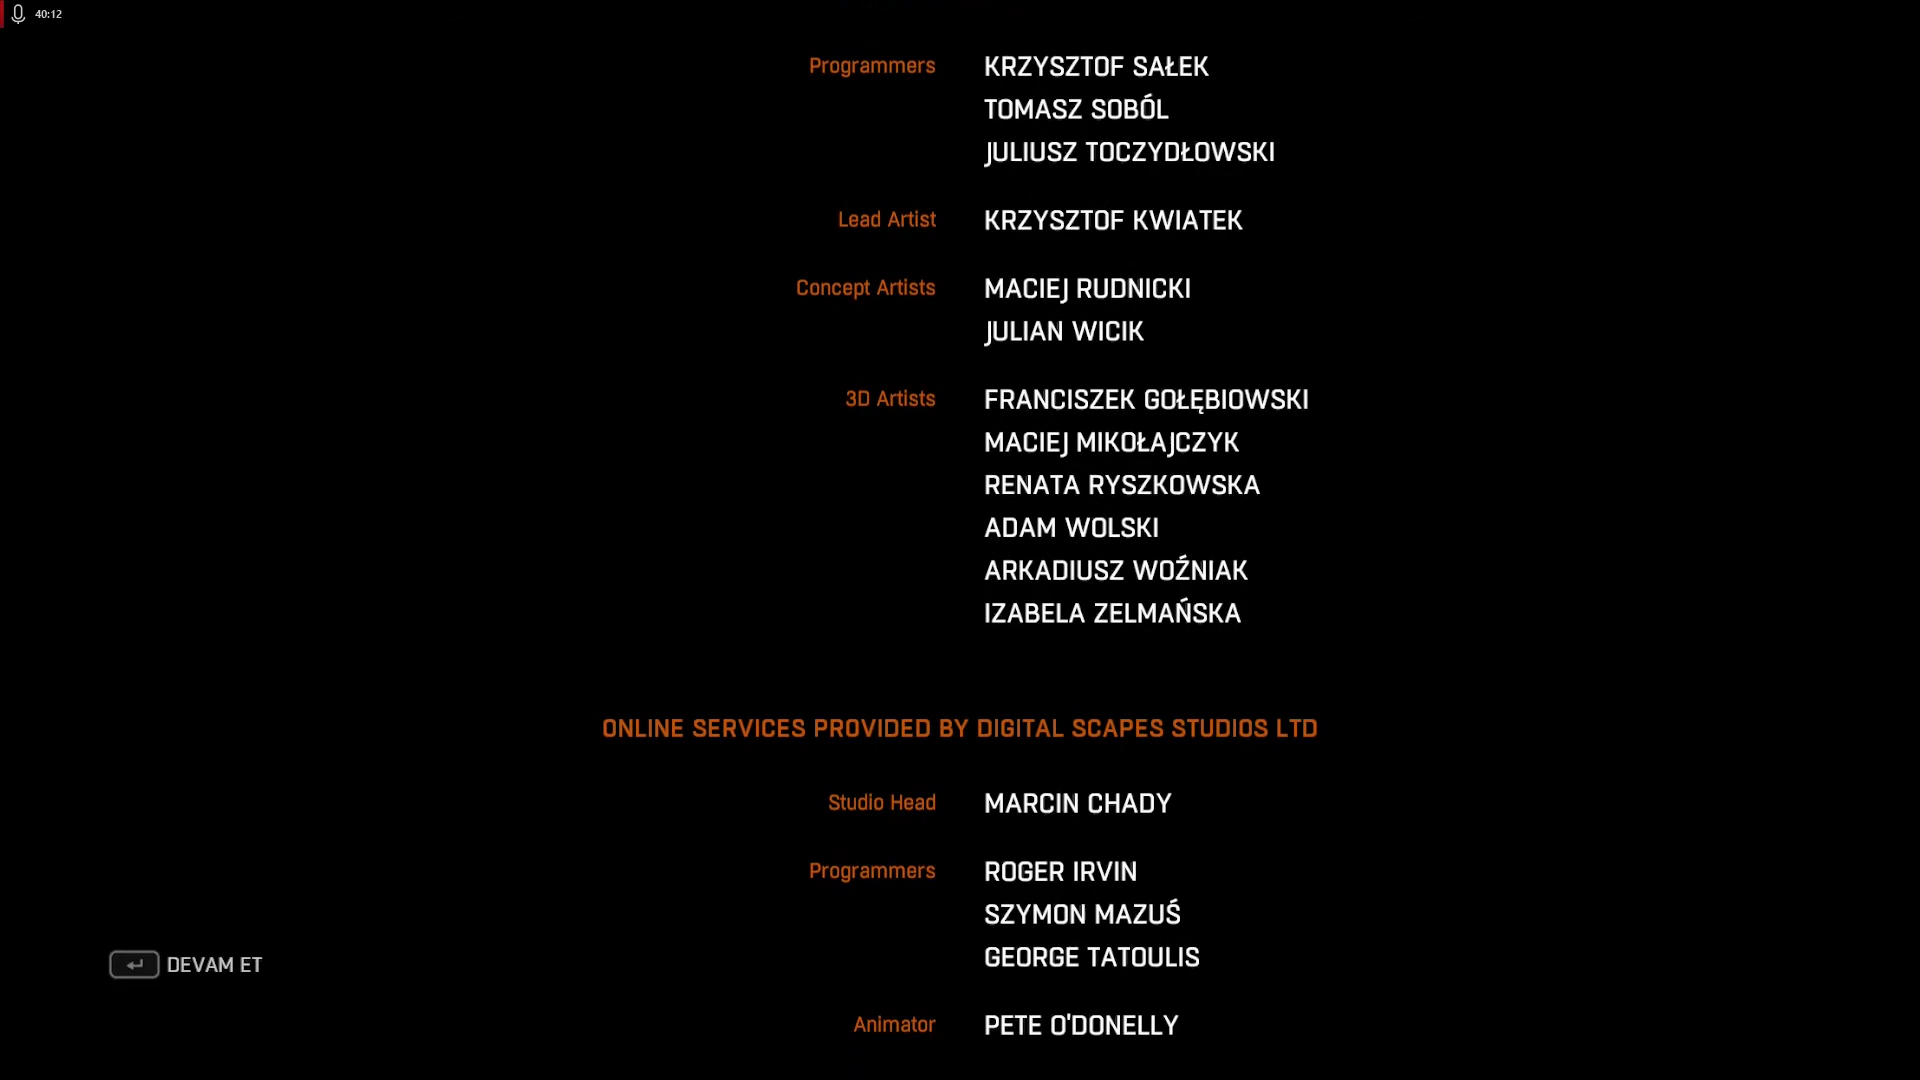 40:12
Programmers KRZYSZTOF SAŁEK
TOMASZ SOBÓL
JULIUSZ TOCZYDŁOWSKI
Lead Artist KRZYSZTOF KWIATEK
Concept Artists MACIEJ RUDNICKI
JULIAN WICIK
3D Artists FRANCISZEK GOŁĘBIOWSKI
MACIEJ MIKOŁAJCZYK
RENATA RYSZKOWSKA
ADAM WOLSKI
ARKADIUSZ WOŹNIAK
IZABELA ZELMAŃSKA
ONLINE SERVICES PROVIDED BY DIGITAL SCAPES STUDIOS LTD
Studio Head MARCIN CHADY
Programmers ROGER IRVIN
SZYMON MAZUŚ
GEORGE TATOULIS
DEVAM ET
Animator PETE O'DONELLY